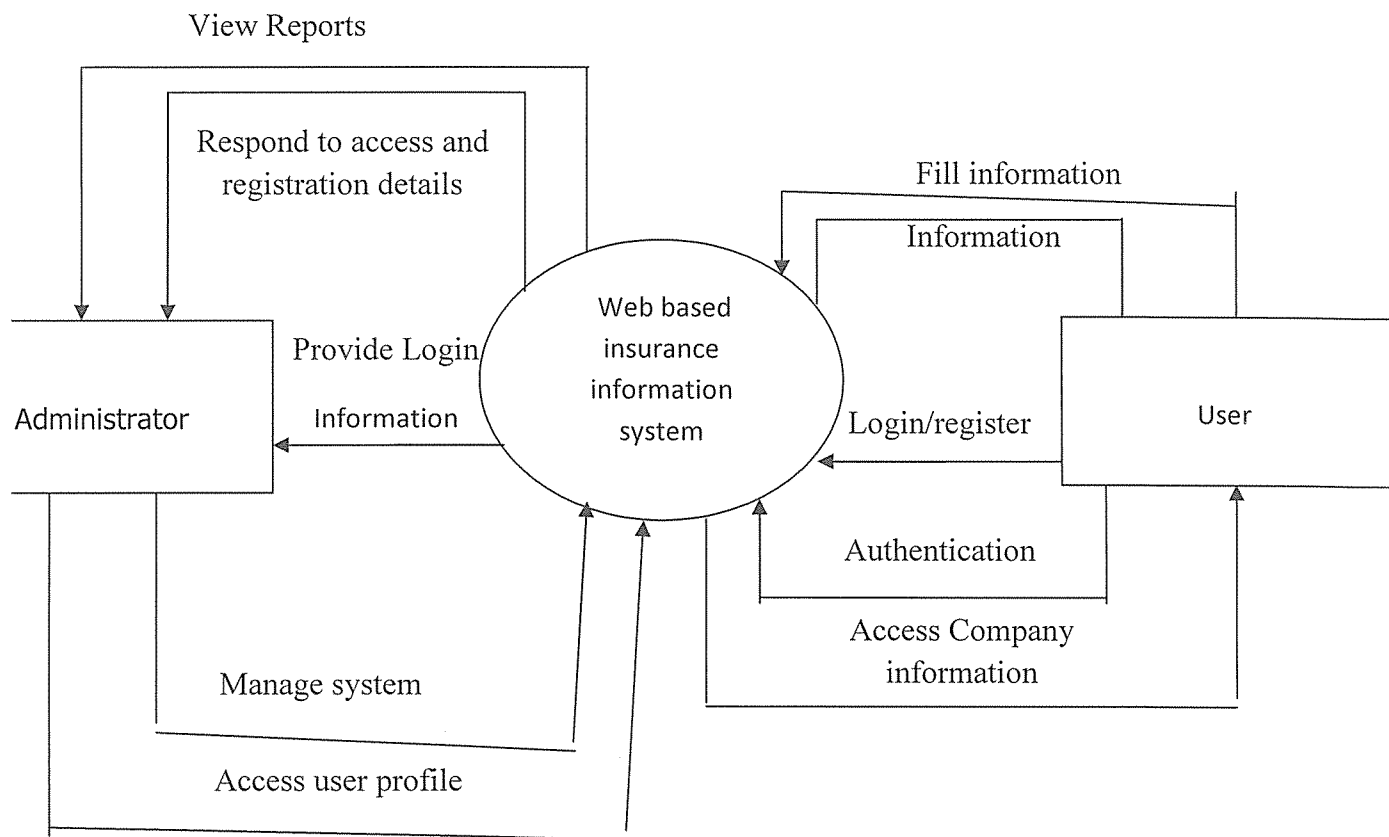 View Reports
Respond to access and
registration details
Fill information
Information
Web based
insurance
information
system
Provide Login
Information
Administrator
Login/register
User
Authentication
Access Company
information
Manage system
Access user profile